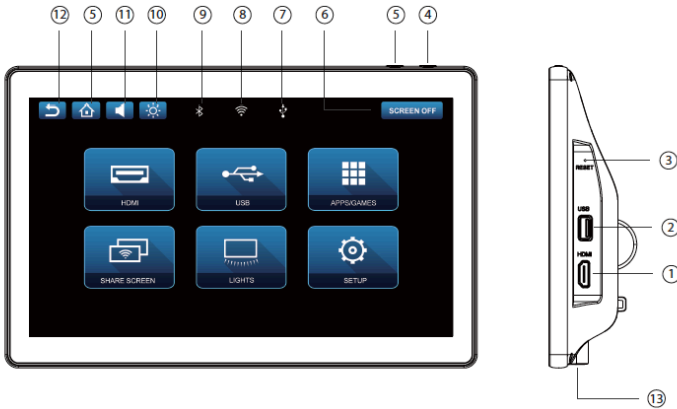 ⑫ ⑤ ⑪ ⑩ ⑨ ⑧ ⑦ ⑥ ⑤ ④
SCREEN OFF
HDMI USB APPS/GAMES
SHARE SCREEN LIGHTS SETUP
③
RESET
USB
②
HDMI
①
⑬